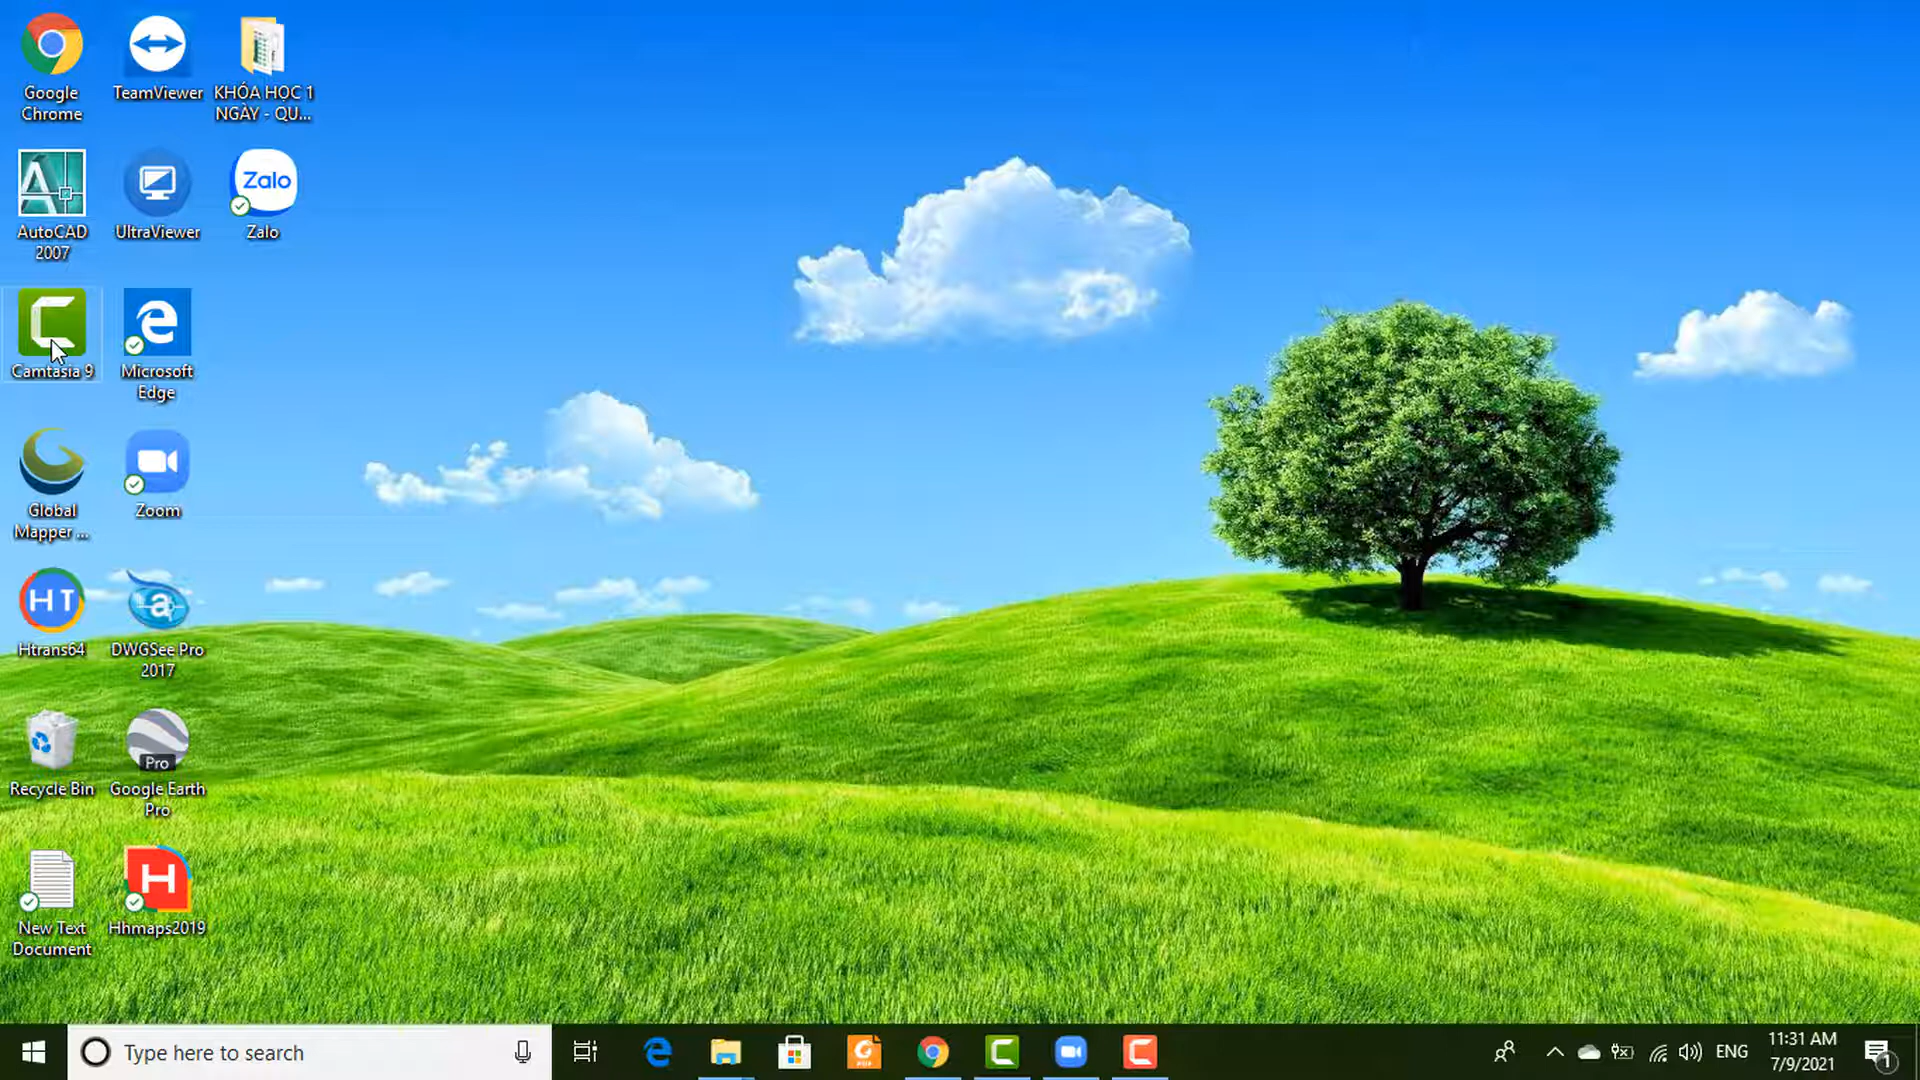 Google
Chrome
TeamViewer
KHÓA HỌC 1
NGÀY - QU...
AutoCAD
2007
UltraViewer
Zalo
Zalo
Camtasia 9
Microsoft
Edge
Global
Mapper ...
Zoom
HT
Htrans64
DWGSee Pro
2017
Recycle Bin
Pro
Google Earth
Pro
New Text
Document
H
Hhmaps2019
Type here to search
ENG
11:31 AM
7/9/2021
1